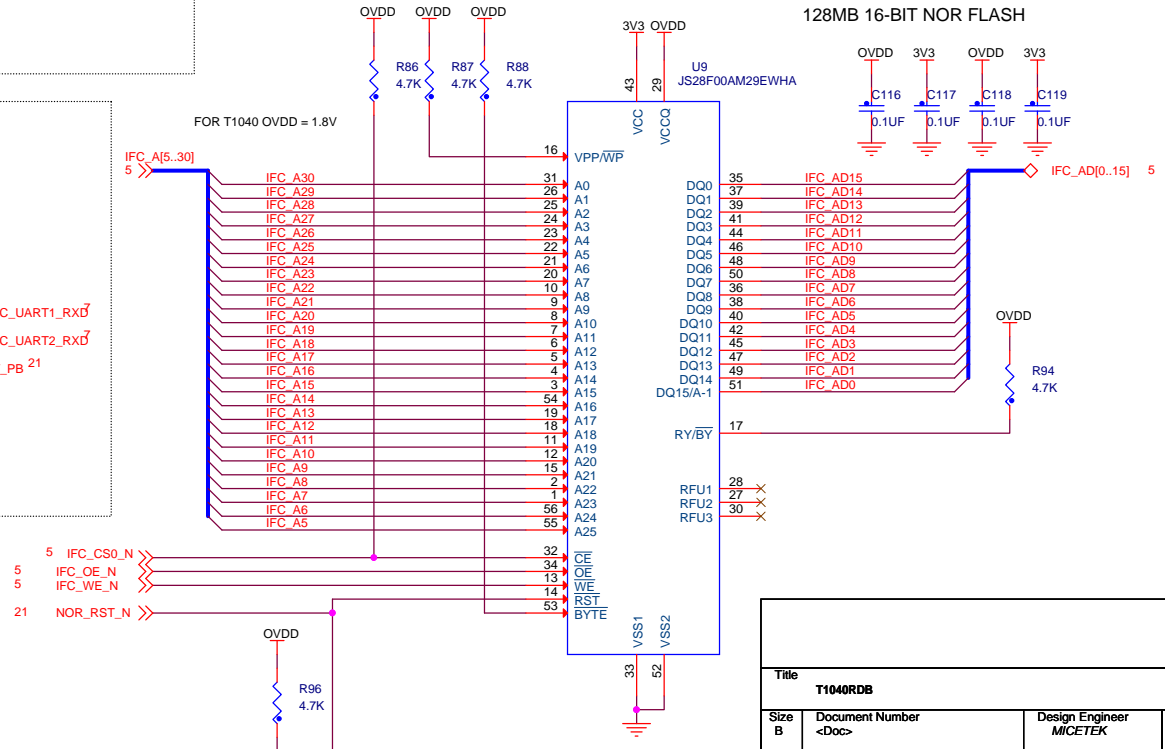 128MB 16-BIT NOR FLASH
OVDD OVDD OVDD
3V3 OVDD
OVDD 3V3 OVDD 3V3
R86 4.7K
R87 4.7K
R88 4.7K
U9
JS28F00AM29EWHA
C116 0.1UF
C117 0.1UF
C118 0.1UF
C119 0.1UF
43 VCC
29 VCCQ
FOR T1040 OVDD = 1.8V
16 VPP/WP
IFC_A[5..30]
5
IFC_AD[0..15] 5
IFC_A30 31 A0 DQ0 35 IFC_AD15
IFC_A29 26 A1 DQ1 37 IFC_AD14
IFC_A28 25 A2 DQ2 39 IFC_AD13
IFC_A27 24 A3 DQ3 41 IFC_AD12
IFC_A26 23 A4 DQ4 44 IFC_AD11
IFC_A25 22 A5 DQ5 46 IFC_AD10
IFC_A24 21 A6 DQ6 48 IFC_AD9
IFC_A23 20 A7 DQ7 50 IFC_AD8
IFC_A22 10 A8 DQ8 36 IFC_AD7
IFC_A21 9 A9 DQ9 38 IFC_AD6
IFC_A20 8 A10 DQ10 40 IFC_AD5
IFC_A19 7 A11 DQ11 42 IFC_AD4
IFC_A18 6 A12 DQ12 45 IFC_AD3
IFC_A17 5 A13 DQ13 47 IFC_AD2
IFC_A16 4 A14 DQ14 49 IFC_AD1
IFC_A15 3 A15 DQ15/A-1 51 IFC_AD0
IFC_A14 54 A16
IFC_A13 19 A17
IFC_A12 18 A18 RY/BY 17
IFC_A11 11 A19
IFC_A10 12 A20
IFC_A9 15 A21
IFC_A8 2 A22 RFU1 28
IFC_A7 1 A23 RFU2 27
IFC_A6 56 A24 RFU3 30
IFC_A5 55 A25
C_UART1_RXD 7
C_UART2_RXD 7
_PB 21
OVDD
R94
4.7K
5 IFC_CS0_N 32 CE
5 IFC_OE_N 34 OE
5 IFC_WE_N 13 WE
14 RST
21 NOR_RST_N 53 BYTE
VSS1 33
VSS2 52
OVDD
R96
4.7K
Title
T1040RDB
Size
B
Document Number
<Doc>
Design Engineer
MICETEK